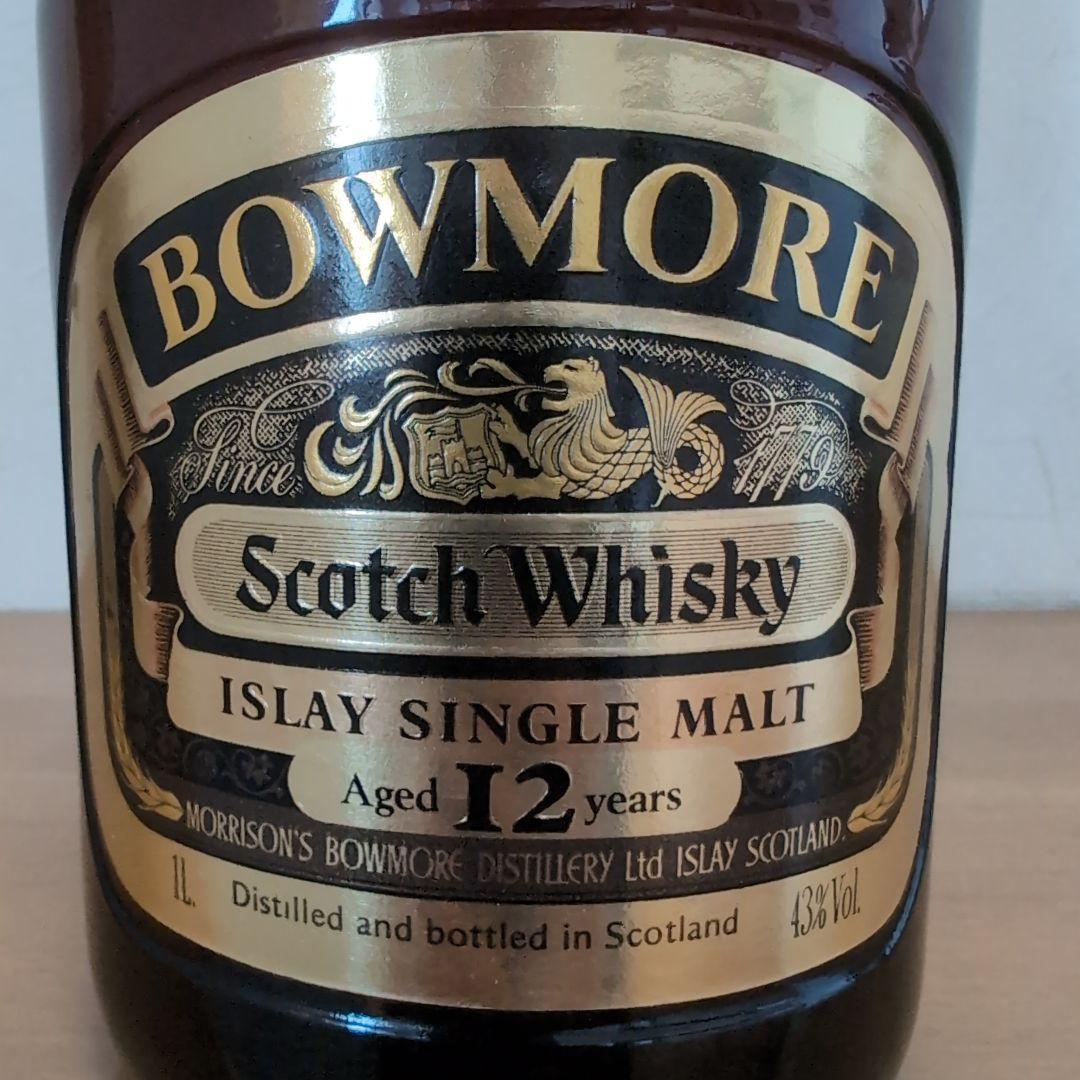 BOWMORE
Since 1779
Scotch Whisky
ISLAY SINGLE MALT
Aged 12 years
MORRISON'S BOWMORE DISTILLERY Ltd ISLAY SCOTLAND.
1L. Distilled and bottled in Scotland 43% Vol.